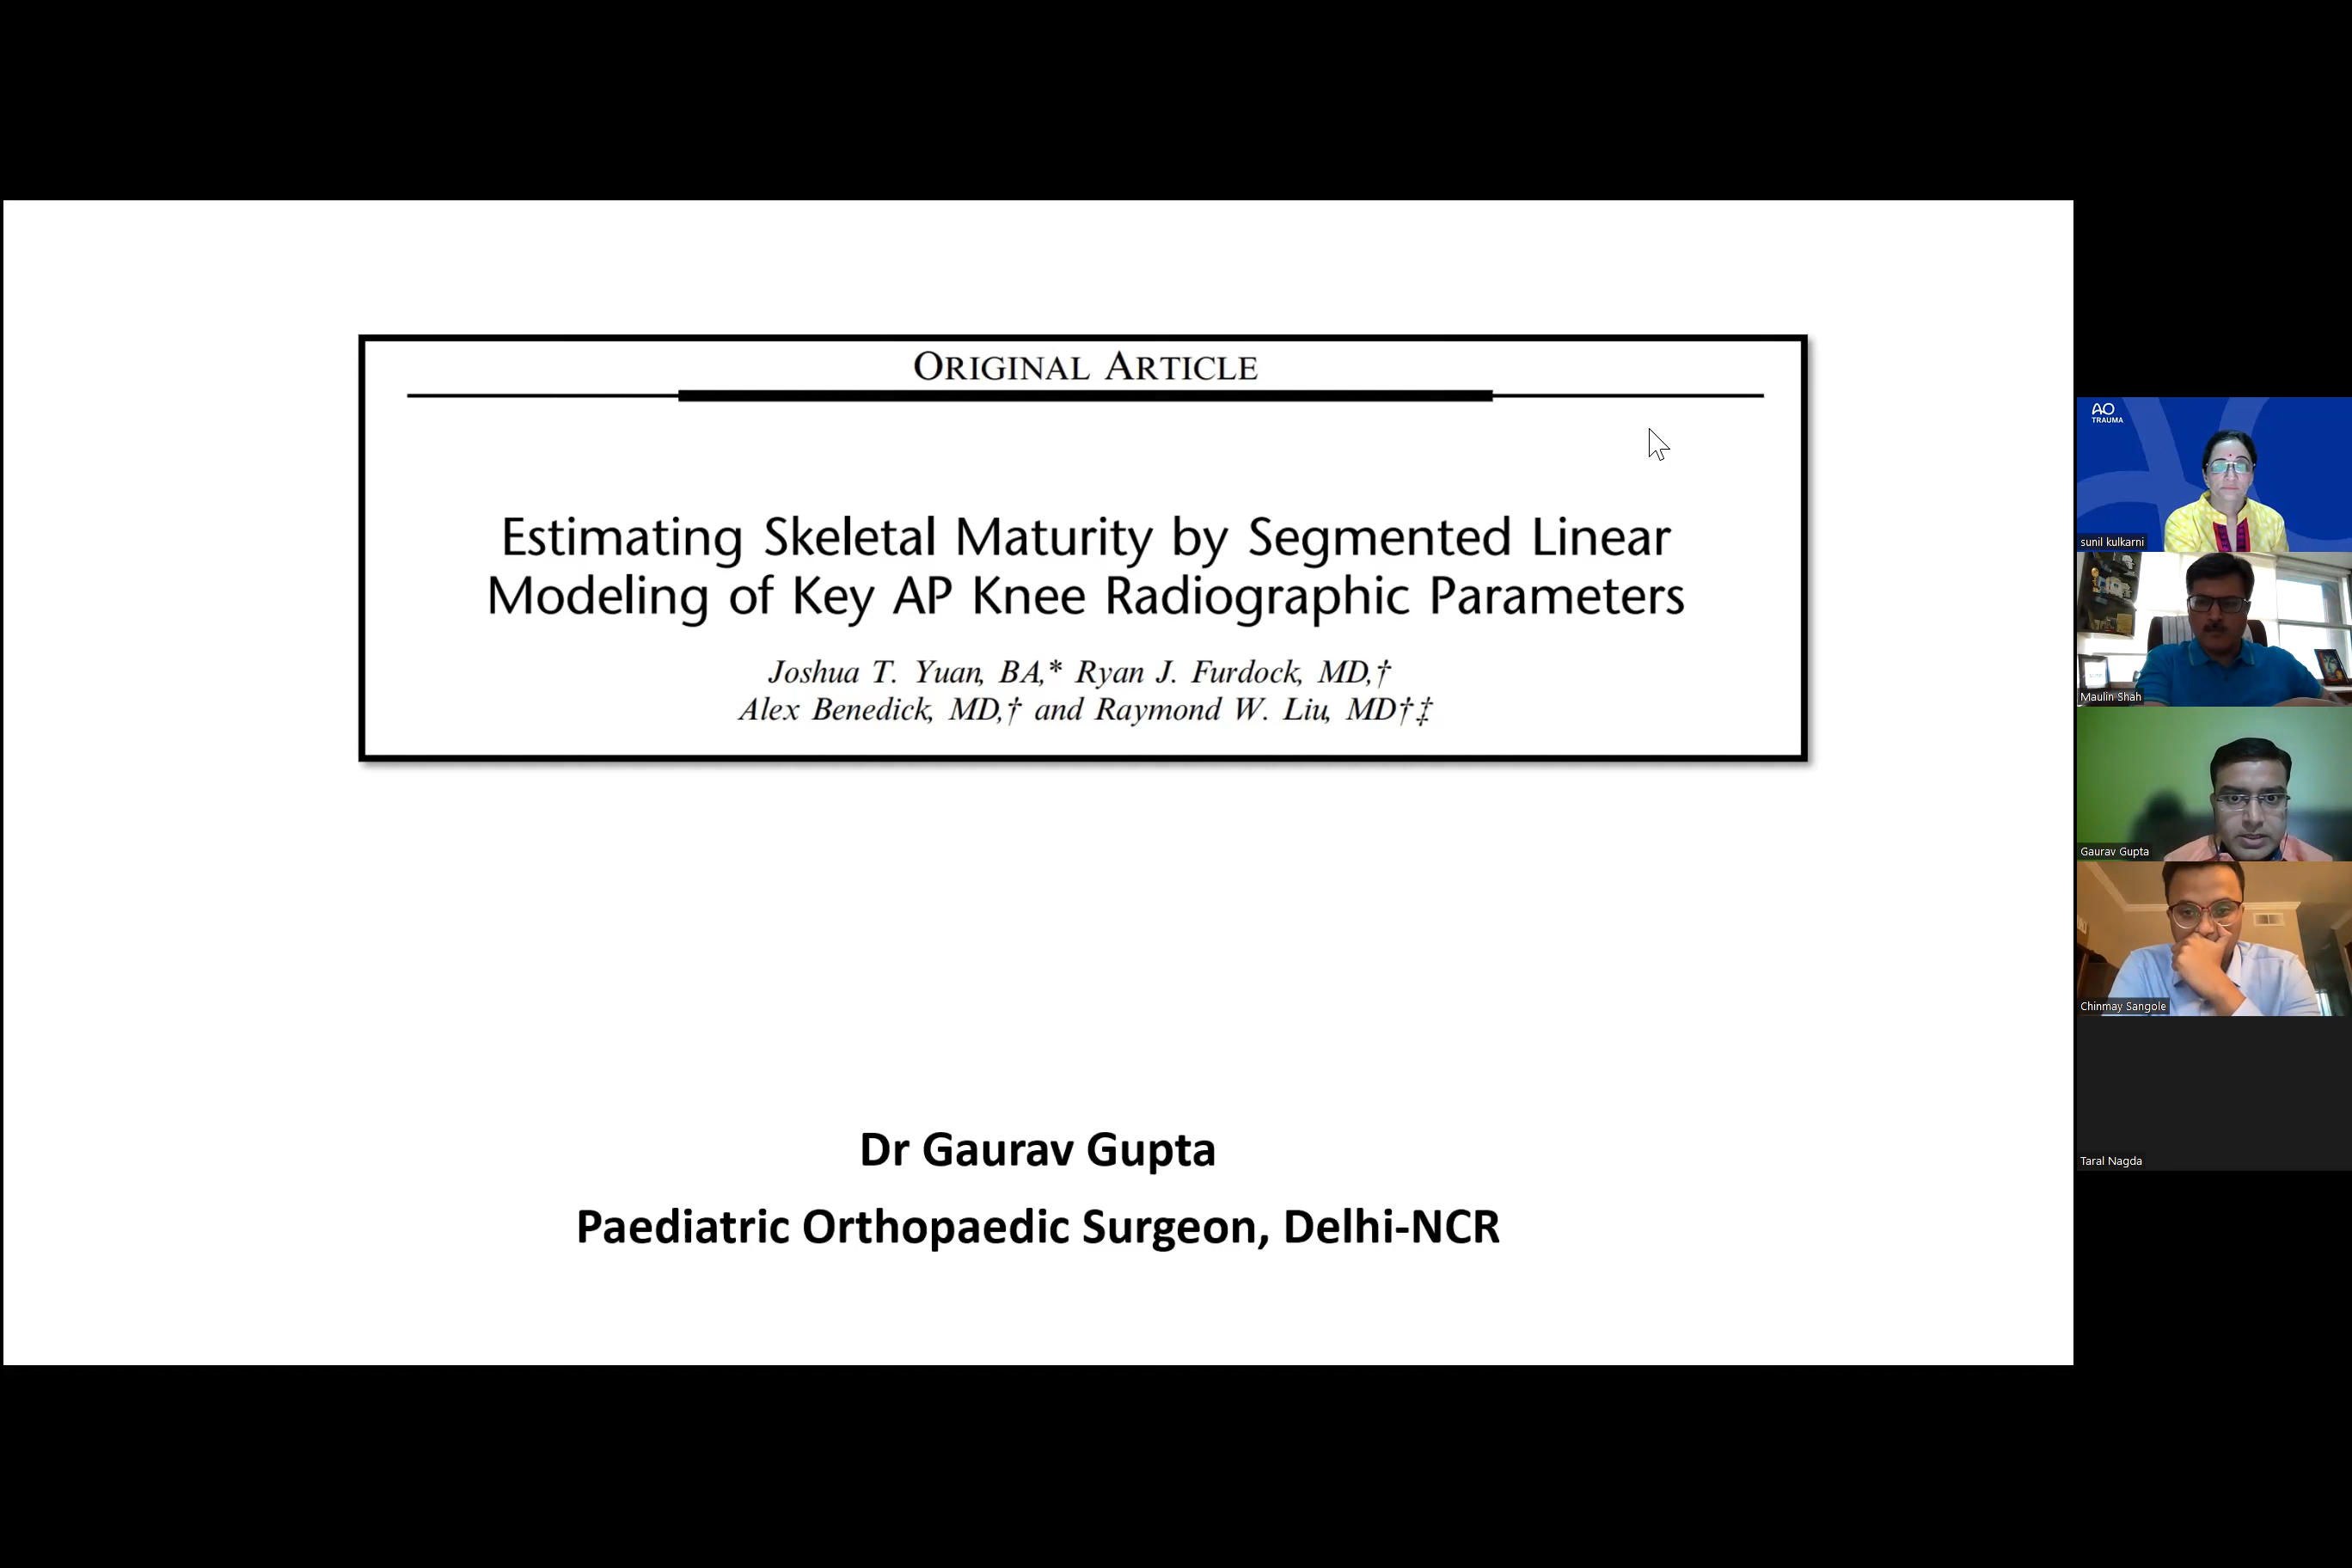 ORIGINAL ARTICLE
Estimating Skeletal Maturity by Segmented Linear
Modeling of Key AP Knee Radiographic Parameters
Joshua T. Yuan, BA,* Ryan J. Furdock, MD,†
Alex Benedick, MD,† and Raymond W. Liu, MD†‡
Dr Gaurav Gupta
Paediatric Orthopaedic Surgeon, Delhi-NCR
AO
TRAUMA
sunil kulkarni
Maulin Shah
Gaurav Gupta
Chinmay Sangole
Taral Nagda